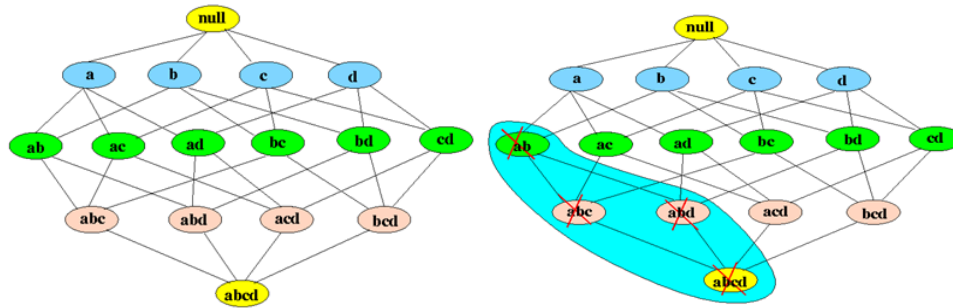 null
a b c d
ab ac ad bc bd cd
abc abd acd bcd
abcd
null
a b c d
ab ac ad bc bd cd
abc abd acd bcd
abcd